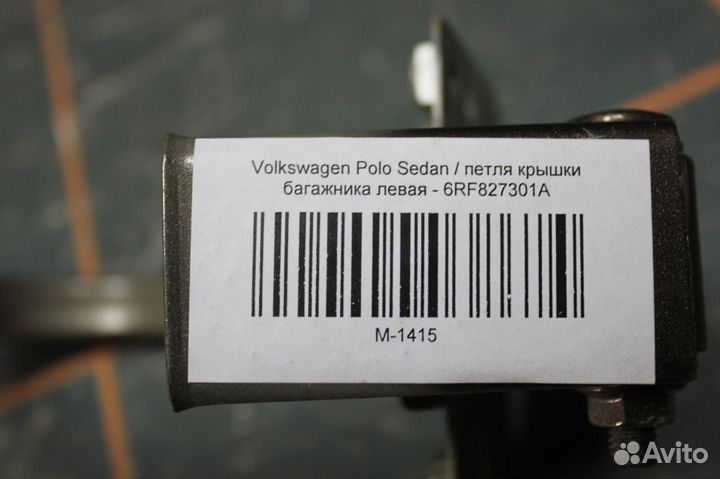 Volkswagen Polo Sedan / петля крышки
багажника левая - 6RF827301A
M-1415
Avito